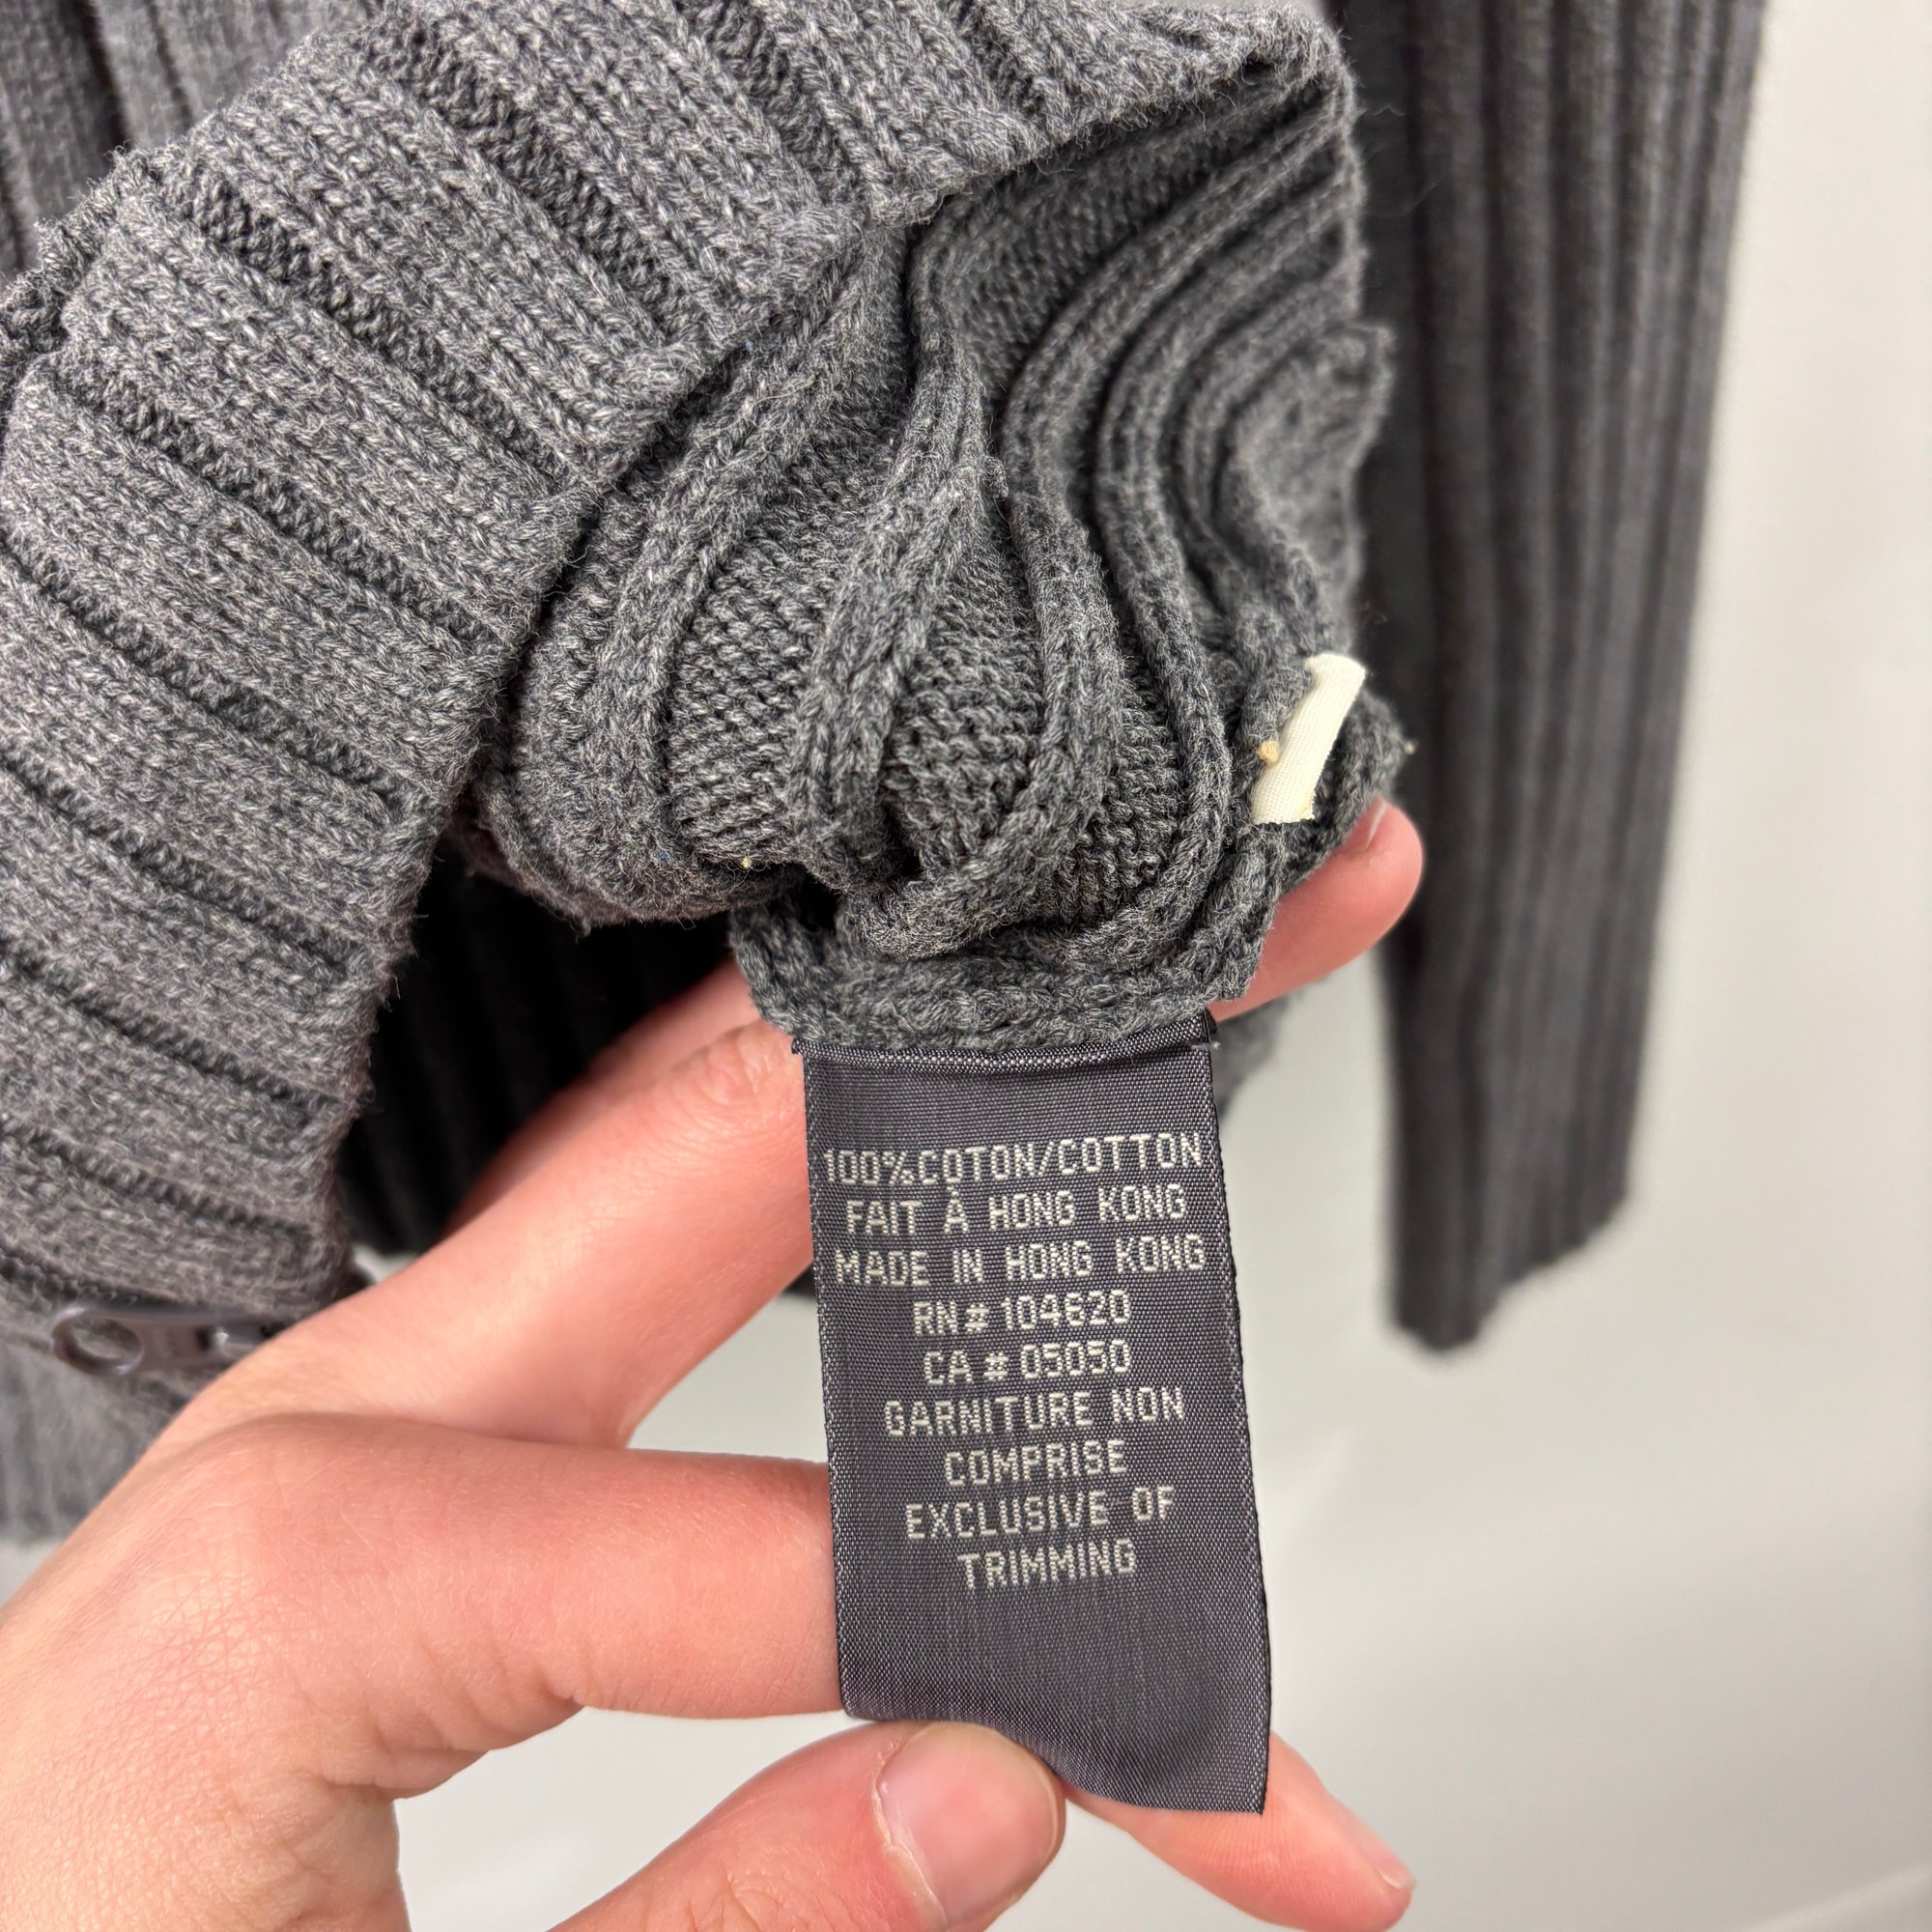 100%COTON/COTTON
FAIT À HONG KONG
MADE IN HONG KONG
RN# 104620
CA # 05050
GARNITURE NON
COMPRISE
EXCLUSIVE OF
TRIMMING